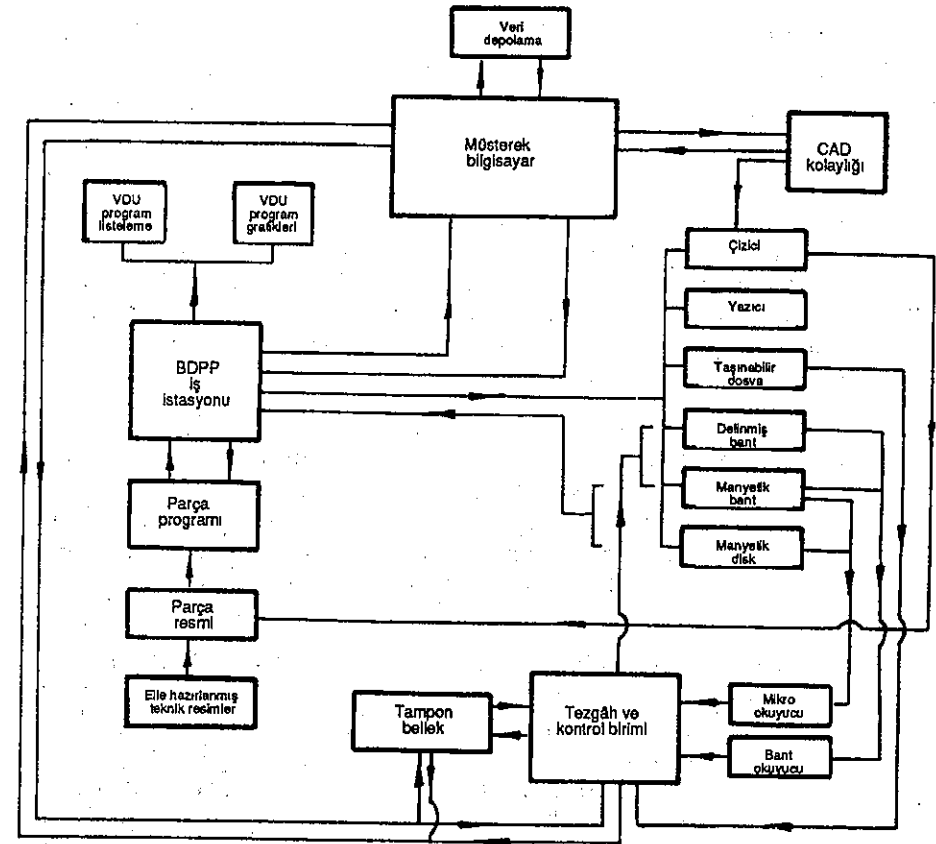 Veri
depolama
Müsterek
bilgisayar
CAD
kolaylığı
VDU
program
listeleme
VDU
program
grafikleri
Çizici
Yazıcı
BDPP
iş
istasyonu
Taşınabilir
dosva
Delinmiş
bant
Parça
programı
Manyetik
bant
Manyetik
disk
Parça
resmi
Elle hazırlanmış
teknik resimler
Tampon
bellek
Tezgâh ve
kontrol birimi
Mikro
okuyucu
Bant
okuyucu